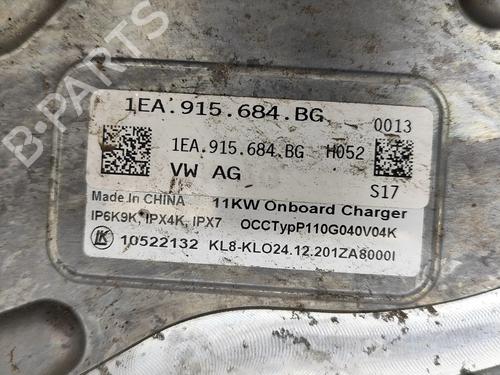 B-PARTS
1EA.915.684.BG 0013
1EA.915.684.BG H052
VW AG S17
Made In CHINA 11KW Onboard Charger
IP6K9K, IPX4K, IPX7 OCCTypP110G040V04K
LK 10522132 KL8-KLO24.12.201ZA8000I